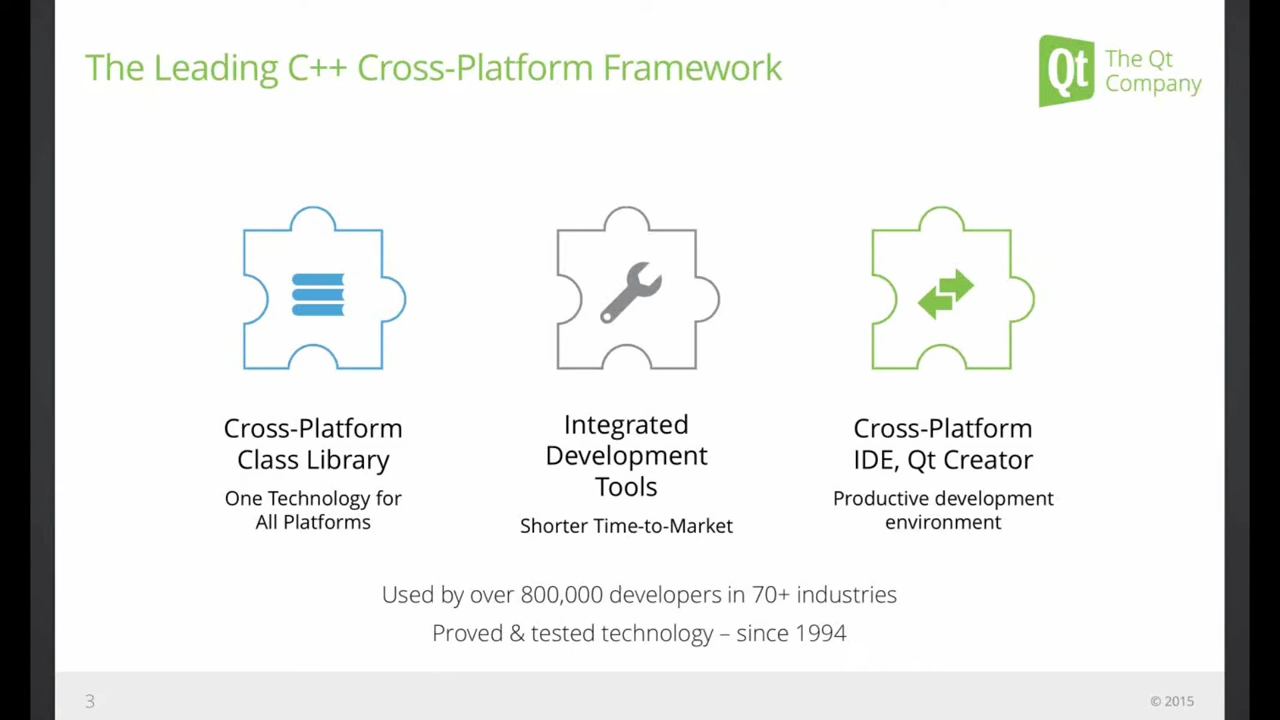 The Leading C++ Cross-Platform Framework
Qt
The Qt
Company
Cross-Platform
Class Library
One Technology for
All Platforms
Integrated
Development
Tools
Shorter Time-to-Market
Cross-Platform
IDE, Qt Creator
Productive development
environment
Used by over 800,000 developers in 70+ industries
Proved & tested technology – since 1994
3
© 2015